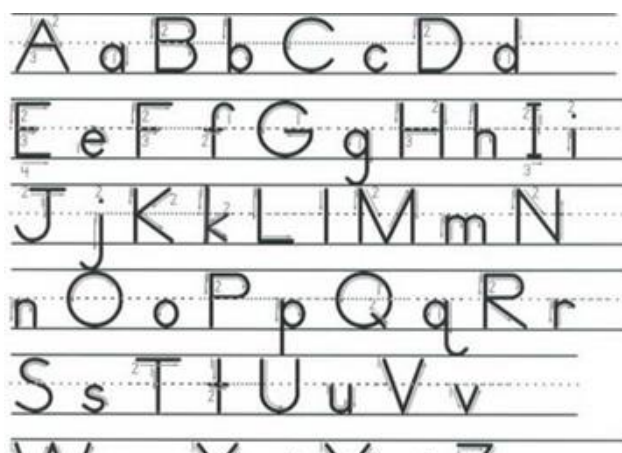 A a B b C c D d
E e F f G g H h I i
J j K k L l M m N
n O o P p Q q R r
S s T t U u V v